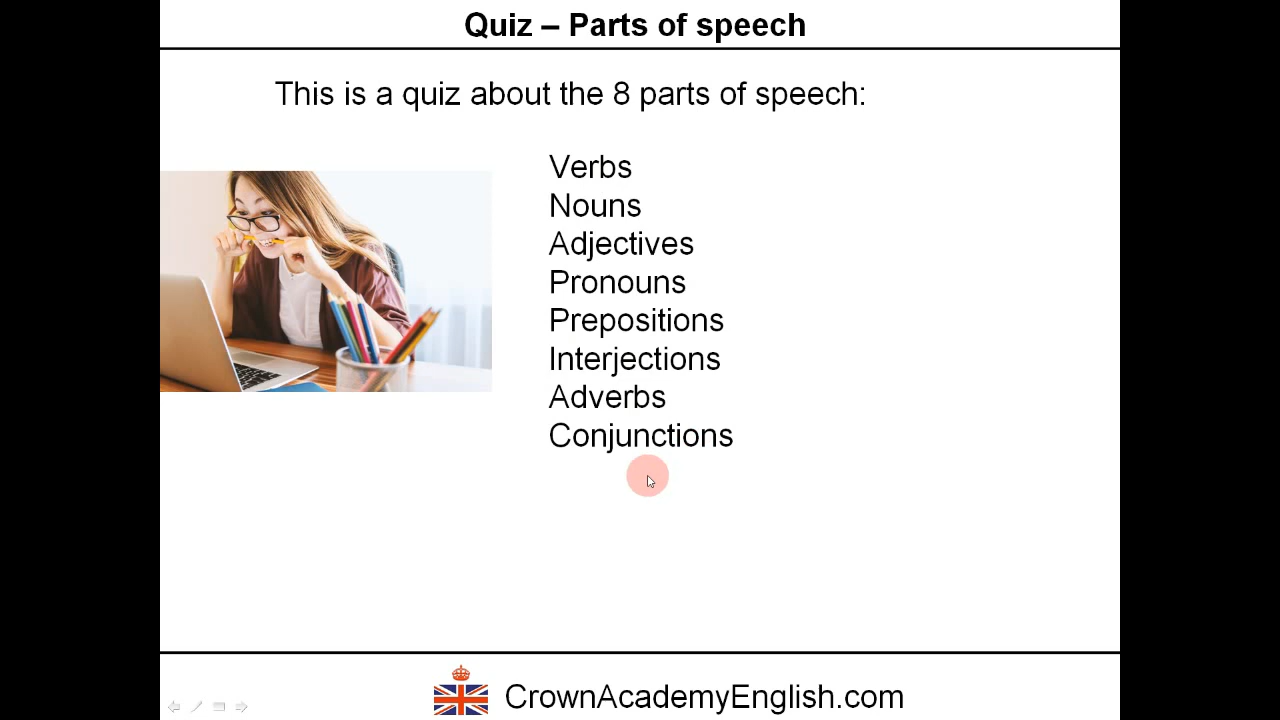 Quiz – Parts of speech
This is a quiz about the 8 parts of speech:
Verbs
Nouns
Adjectives
Pronouns
Prepositions
Interjections
Adverbs
Conjunctions
CrownAcademyEnglish.com